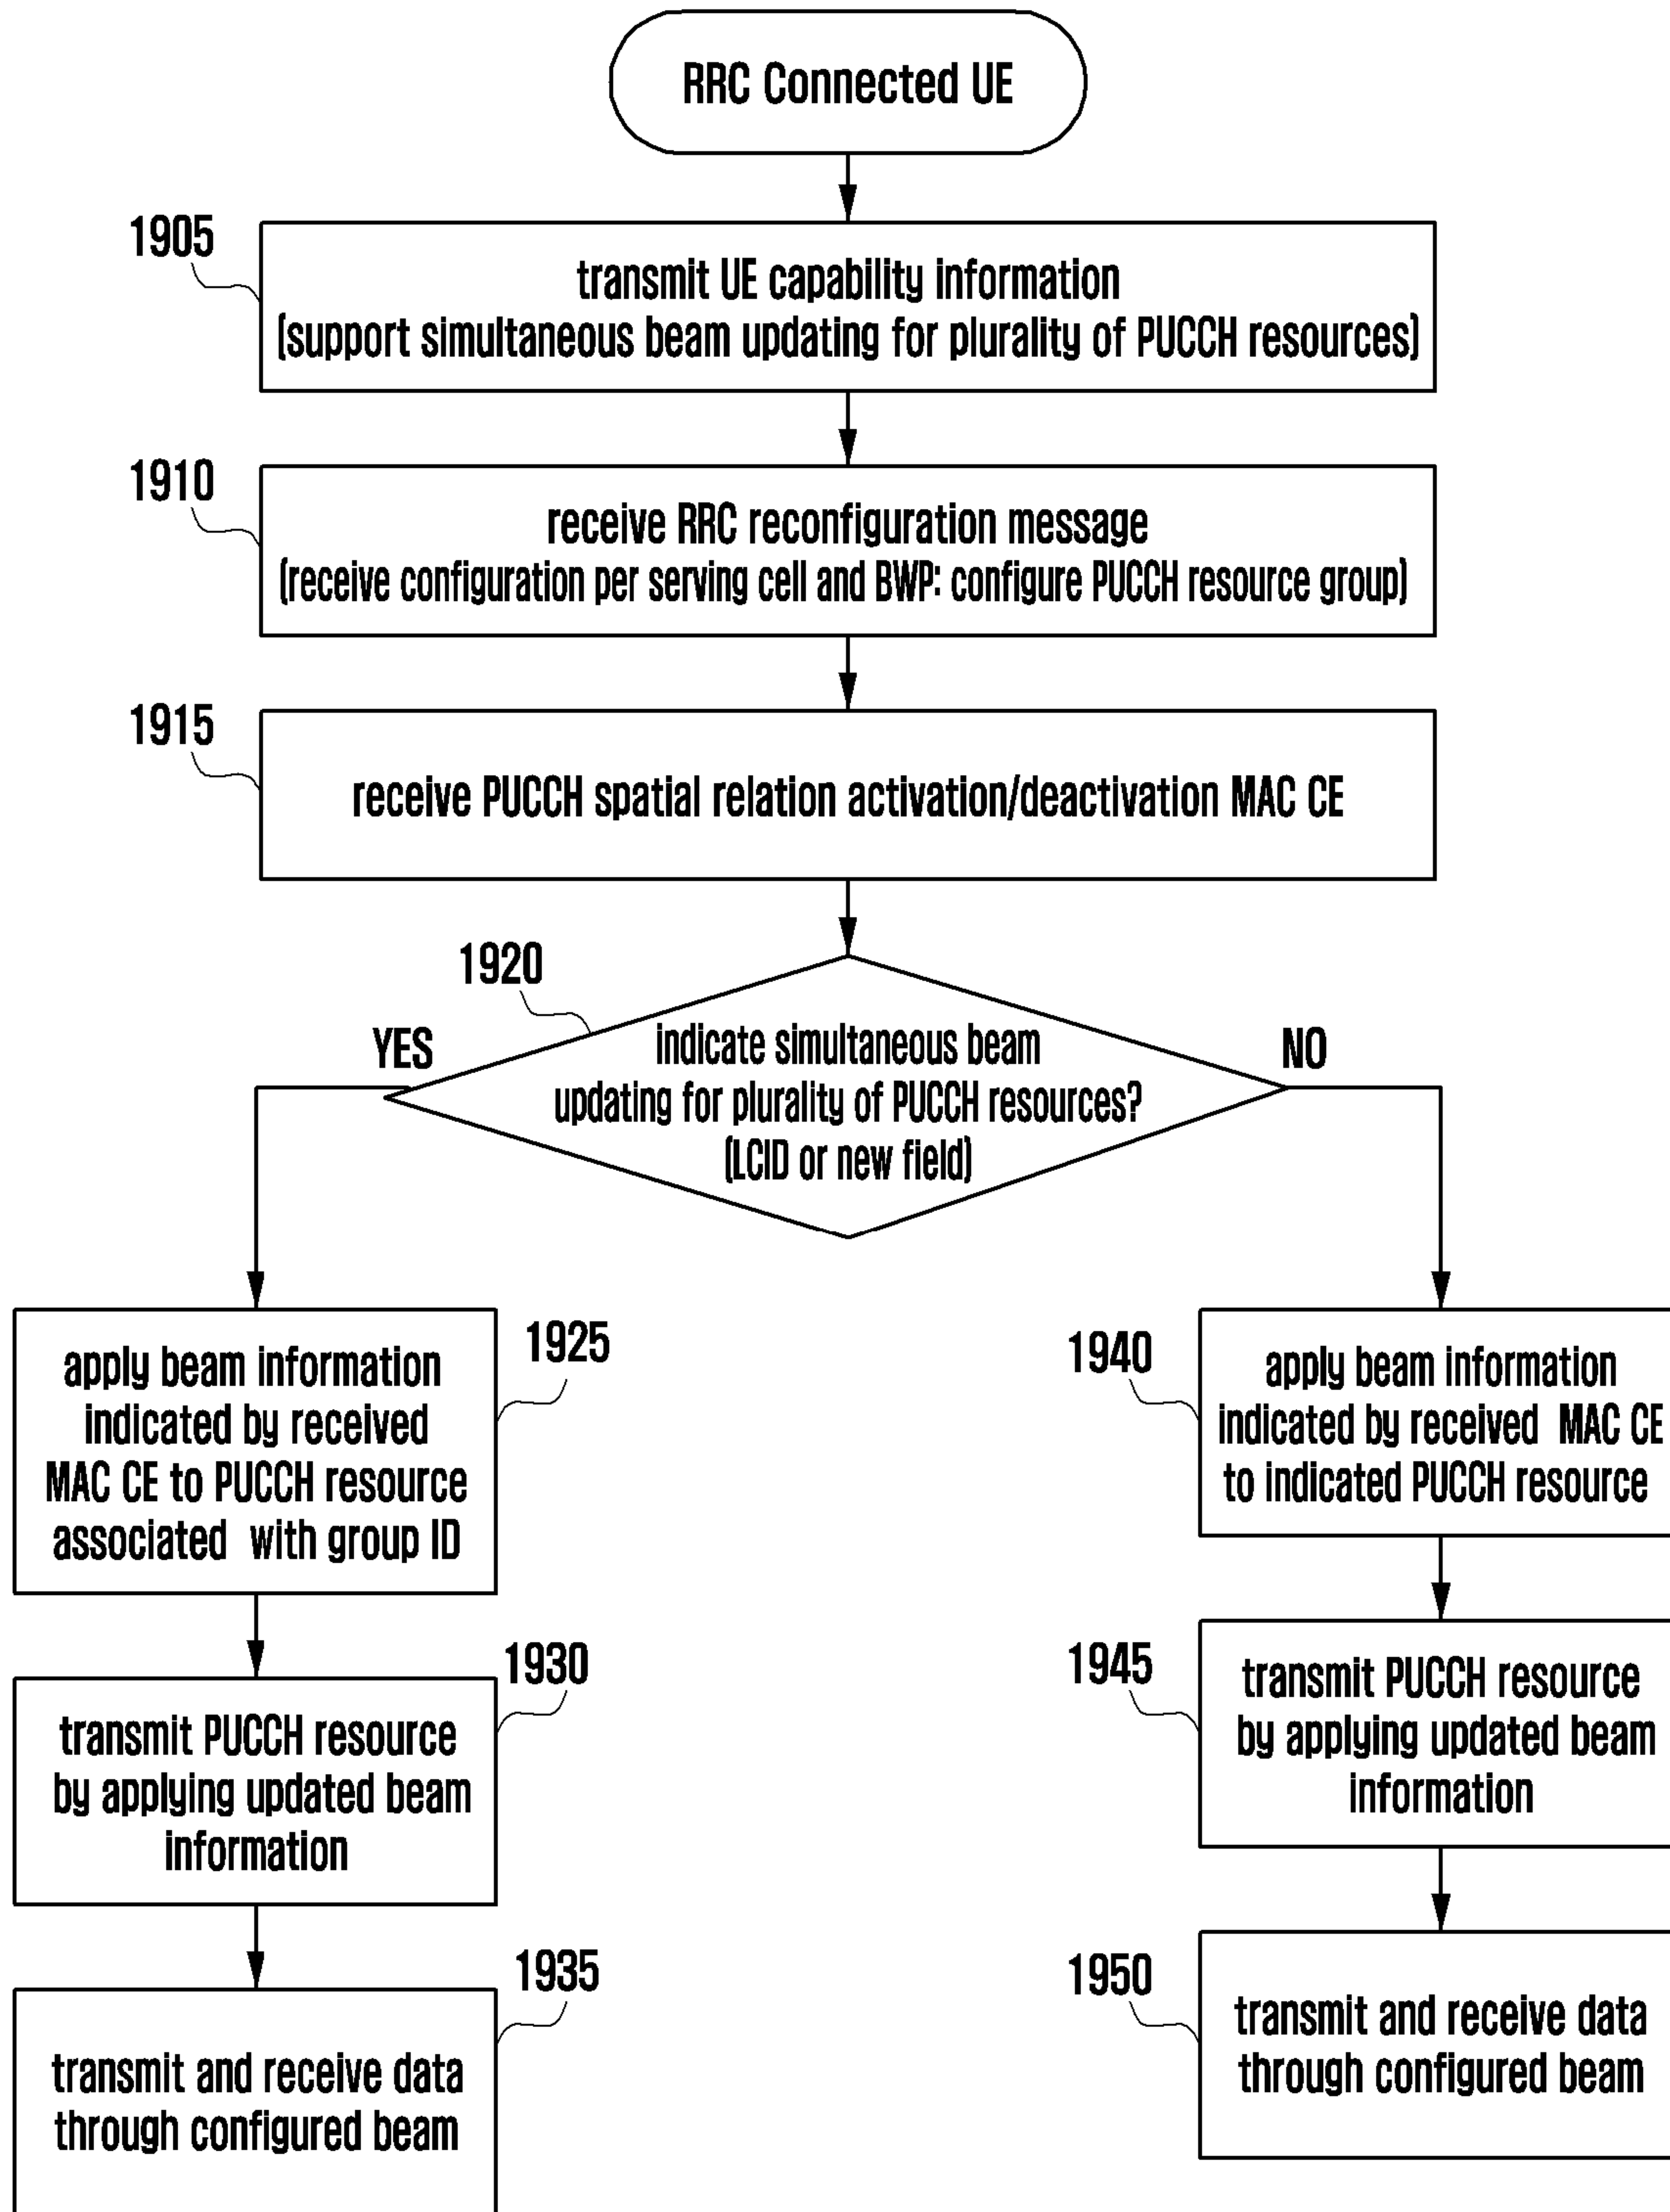 RRC Connected UE
1905
transmit UE capability information
(support simultaneous beam updating for plurality of PUCCH resources)
1910
receive RRC reconfiguration message
(receive configuration per serving cell and BWP: configure PUCCH resource group)
1915
receive PUCCH spatial relation activation/deactivation MAC CE
1920
YES
NO
indicate simultaneous beam
updating for plurality of PUCCH resources?
(LCID or new field)
1925
apply beam information
indicated by received
MAC CE to PUCCH resource
associated with group ID
1940
apply beam information
indicated by received MAC CE
to indicated PUCCH resource
1930
transmit PUCCH resource
by applying updated beam
information
1945
transmit PUCCH resource
by applying updated beam
information
1935
transmit and receive data
through configured beam
1950
transmit and receive data
through configured beam